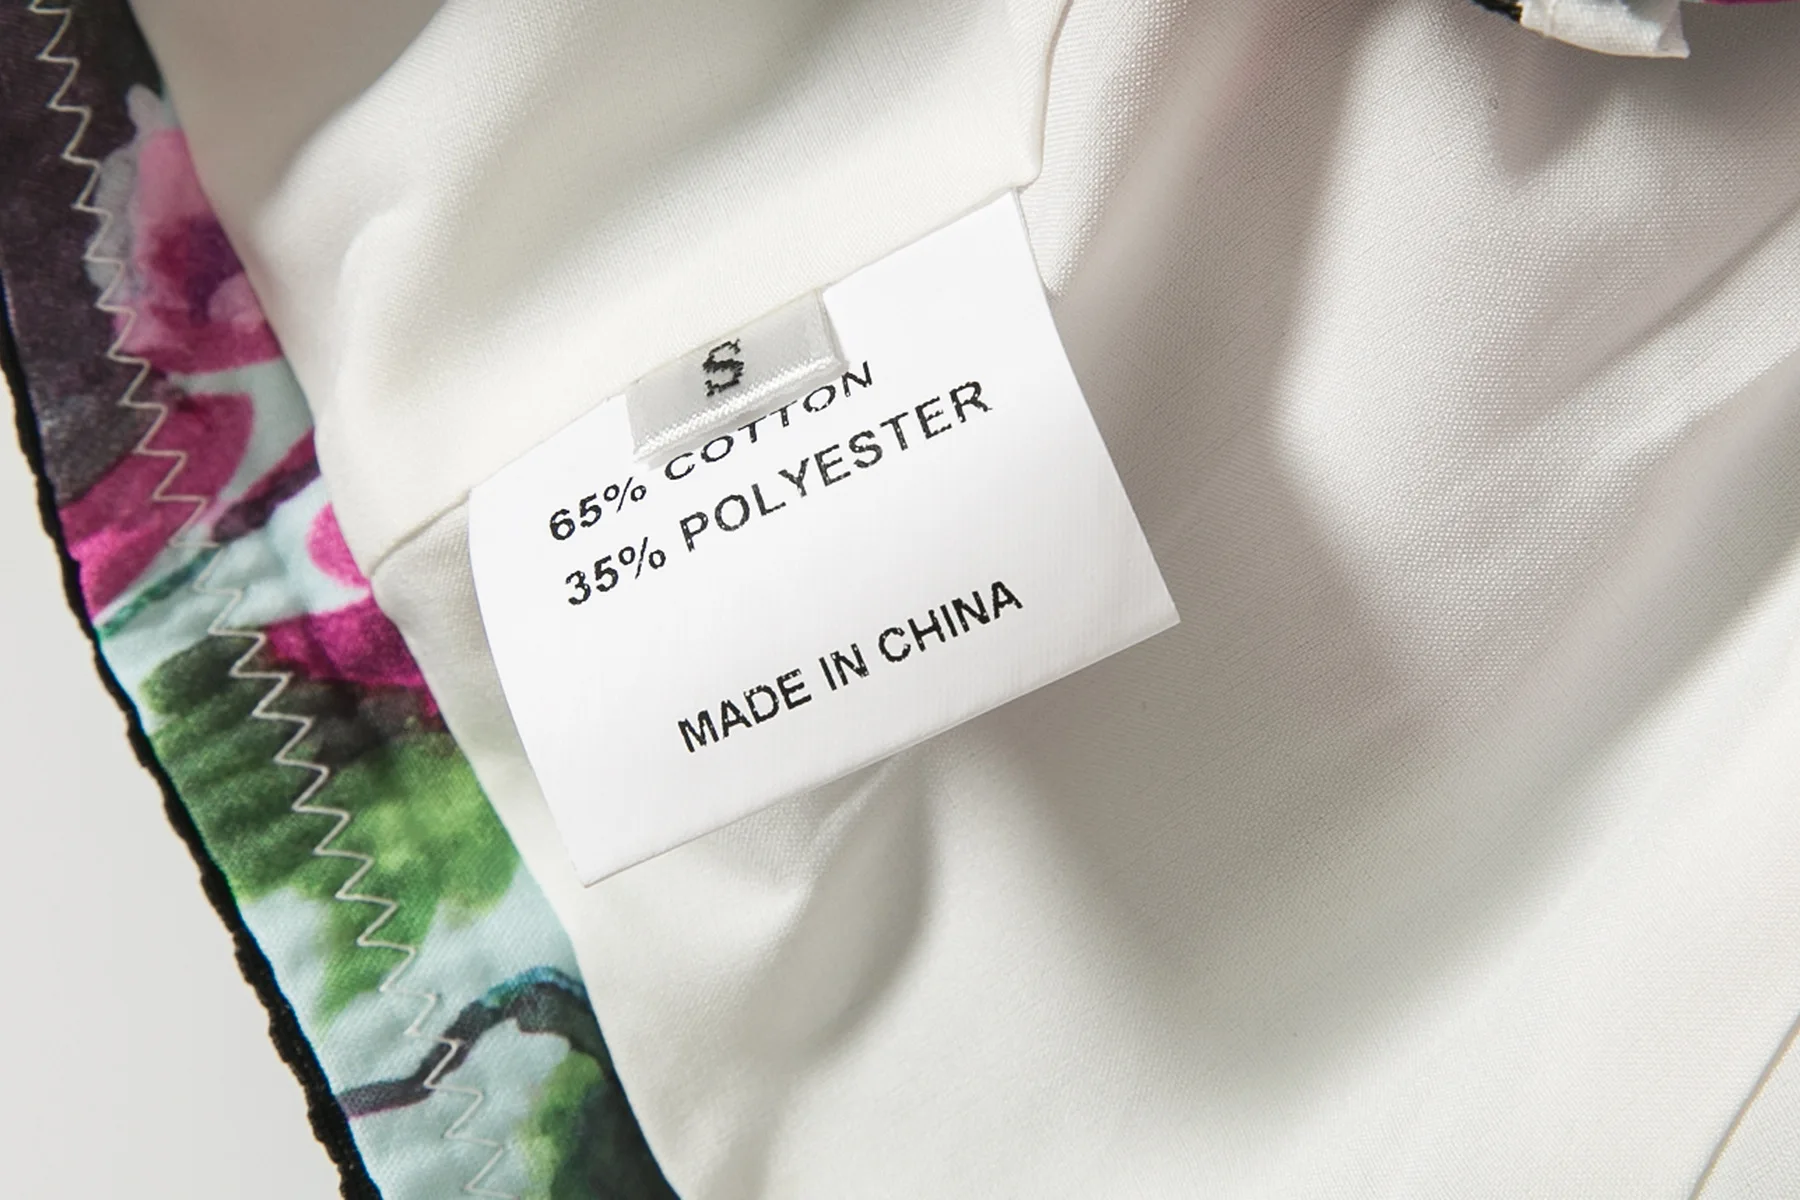 S
65% COTTON
35% POLYESTER
MADE IN CHINA